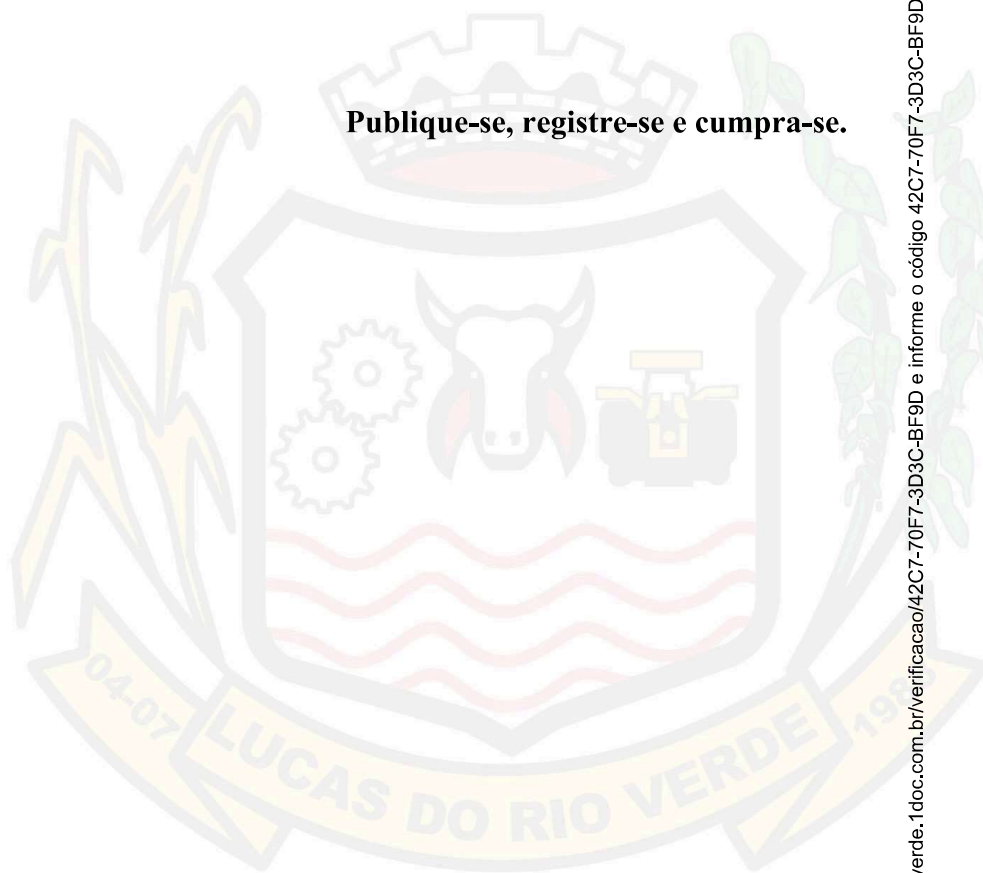 Publique-se, registre-se e cumpra-se.
04-07
LUCAS DO RIO VERDE
verde.1doc.com.br/verificacao/42C7-70F7-3D3C-BF9D e informe o código 42C7-70F7-3D3C-BF9D